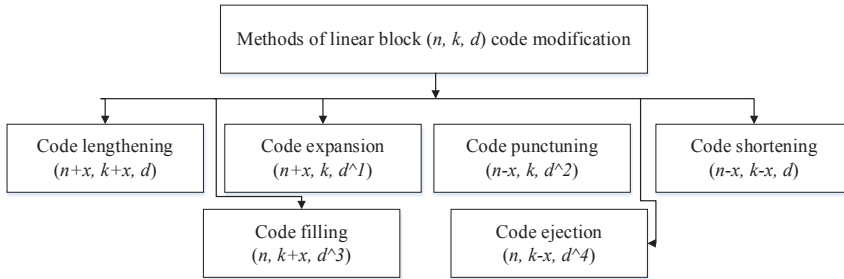 Methods of linear block (n, k, d) code modification
Code lengthening
(n+x, k+x, d)
Code expansion
(n+x, k, d^1)
Code punctuning
(n-x, k, d^2)
Code shortening
(n-x, k-x, d)
Code filling
(n, k+x, d^3)
Code ejection
(n, k-x, d^4)